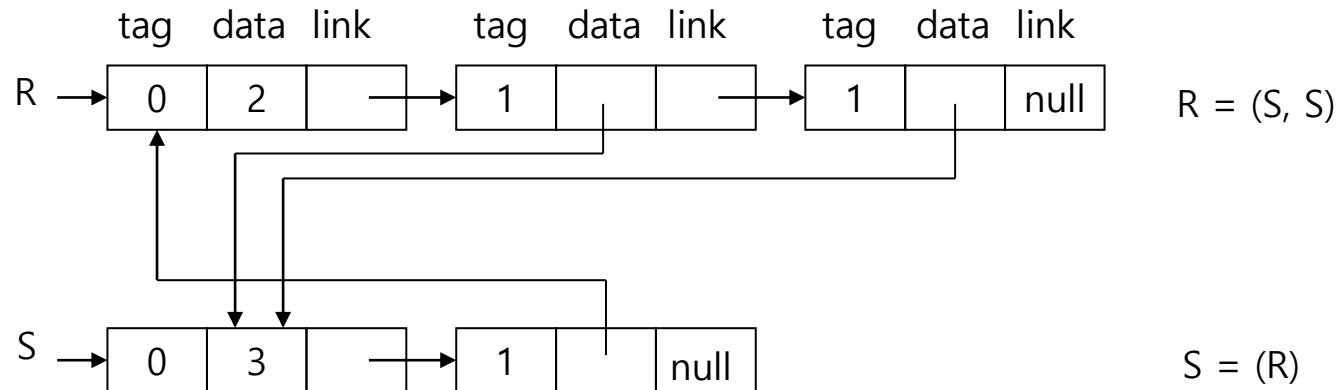 tag data link tag data link tag data link
R 0 2 1 1 null R = (S, S)
S 0 3 1 null S = (R)